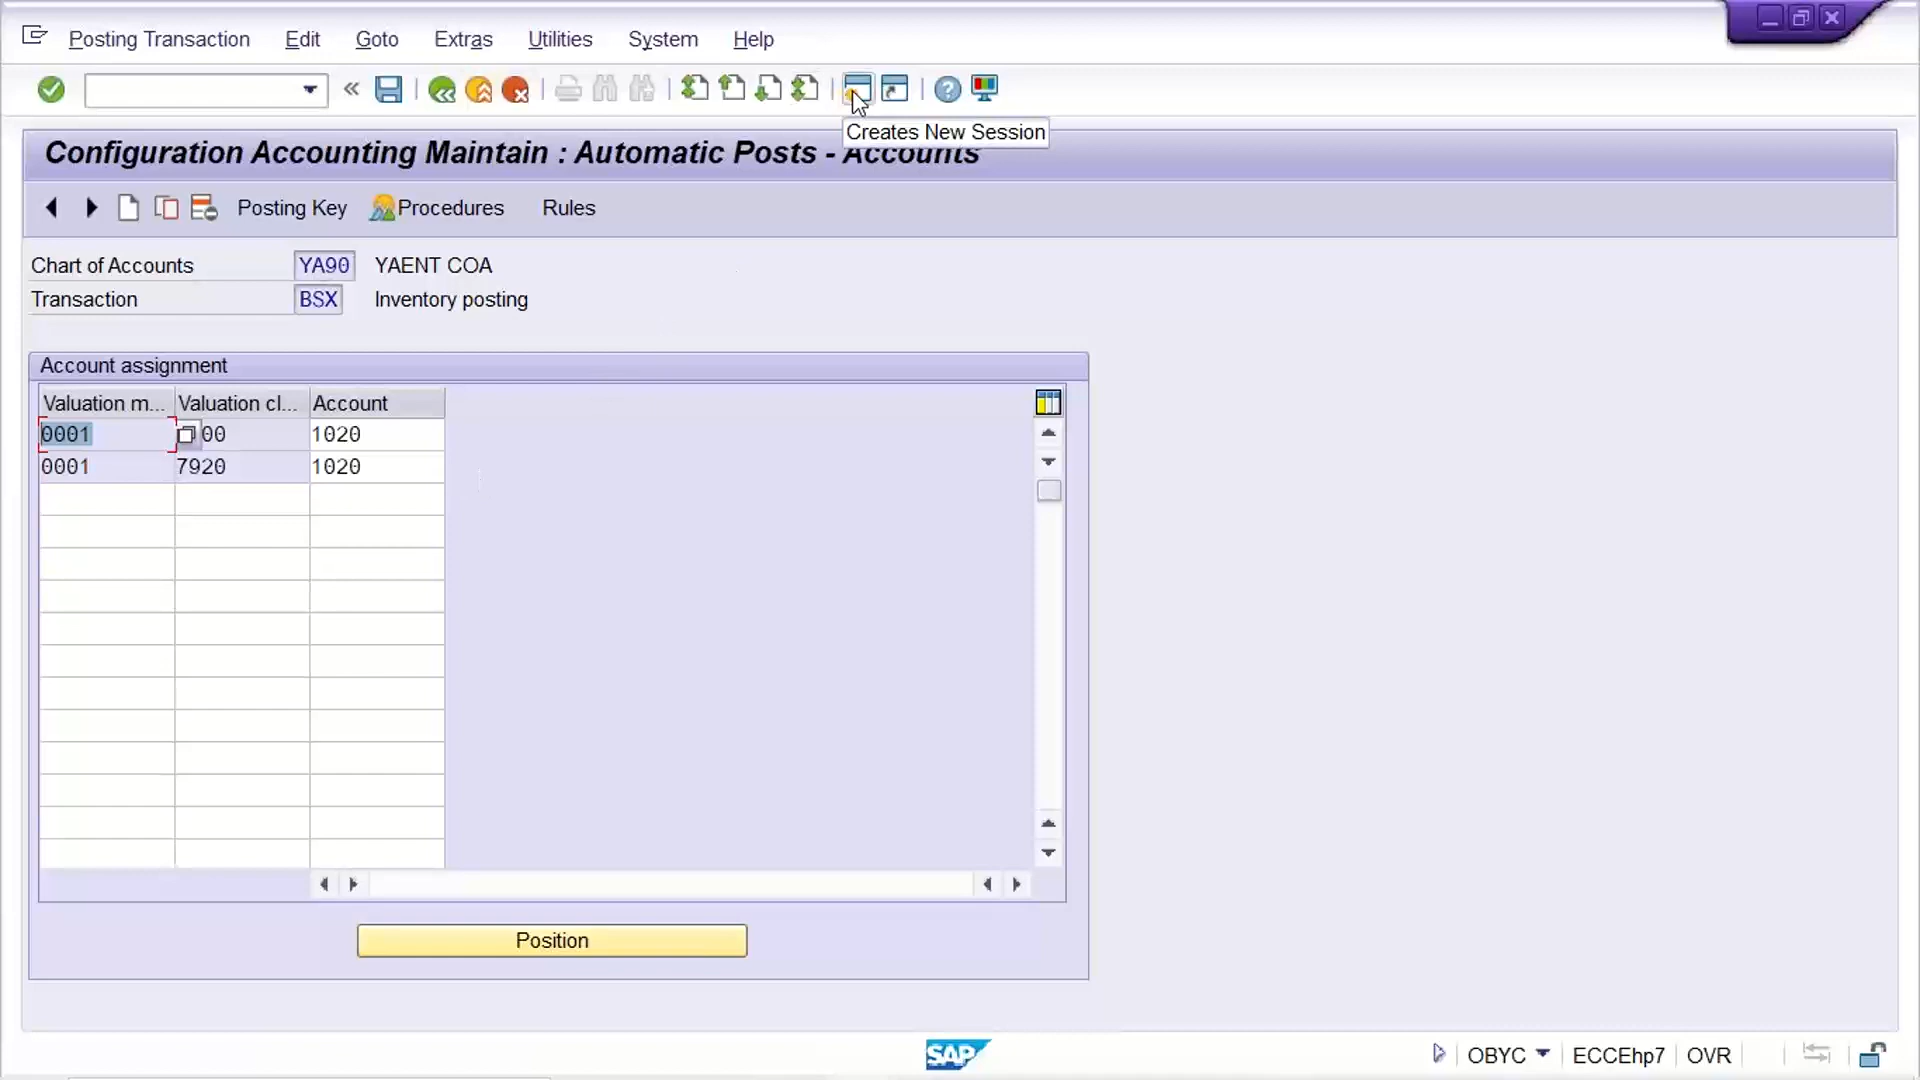 Posting Transaction Edit Goto Extras Utilities System Help
Creates New Session
Configuration Accounting Maintain : Automatic Posts - Accounts
Posting Key Procedures Rules
Chart of Accounts YA90 YAENT COA
Transaction BSX Inventory posting
Account assignment
Valuation m... Valuation cl... Account
0001 00 1020
0001 7920 1020
Position
SAP OBYC ECCEhp7 OVR